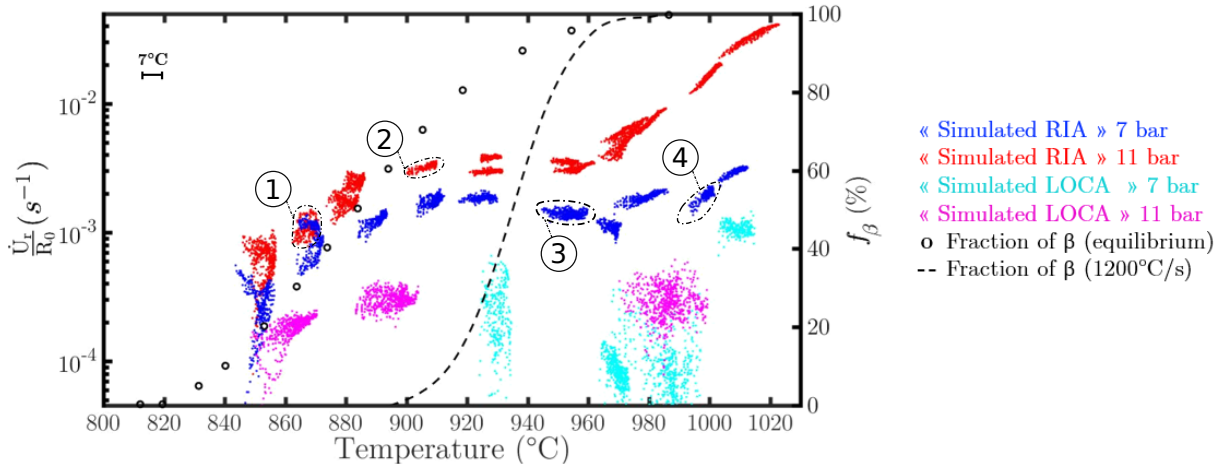 7°C
1
2
3
4
10⁻²
10⁻³
10⁻⁴
U̇r/R₀ (s⁻¹)
100
80
60
40
20
0
f_β (%)
800 820 840 860 880 900 920 940 960 980 1000 1020
Temperature (°C)
« Simulated RIA » 7 bar
« Simulated RIA » 11 bar
« Simulated LOCA » 7 bar
« Simulated LOCA » 11 bar
Fraction of β (equilibrium)
Fraction of β (1200°C/s)